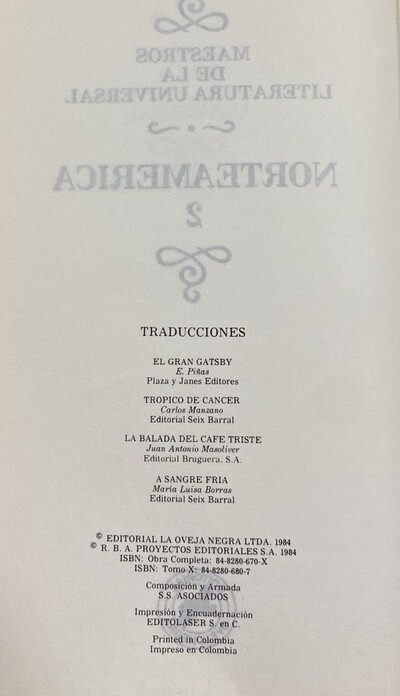 MAESTROS
DE LA
LITERATURA UNIVERSAL
NORTEAMERICA
2
TRADUCCIONES
EL GRAN GATSBY
E. Piñas
Plaza y Janes Editores
TROPICO DE CANCER
Carlos Manzano
Editorial Seix Barral
LA BALADA DEL CAFE TRISTE
Juan Antonio Masoliver
Editorial Bruguera, S.A.
A SANGRE FRIA
María Luisa Borras
Editorial Seix Barral
© EDITORIAL LA OVEJA NEGRA LTDA. 1984
© R. B. A. PROYECTOS EDITORIALES S.A. 1984
ISBN: Obra Completa: 84-8280-670-X
ISBN: Tomo X: 84-8280-680-7
Composición y Armada
S.S. ASOCIADOS
Impresión y Encuadernación
EDITOLASER S. en C.
Printed in Colombia
Impreso en Colombia